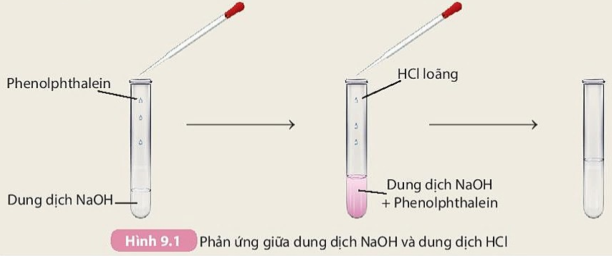 Phenolphthalein
Dung dịch NaOH
HCl loãng
Dung dịch NaOH
+ Phenolphthalein
Hình 9.1 Phản ứng giữa dung dịch NaOH và dung dịch HCl